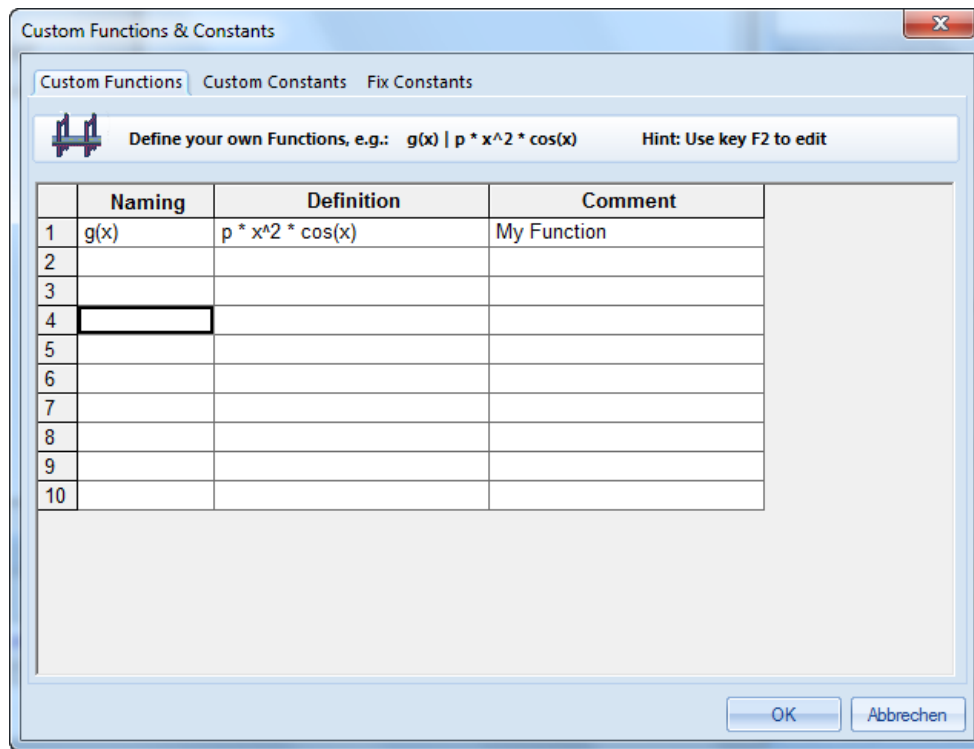 Custom Functions & Constants
Custom Functions Custom Constants Fix Constants
Define your own Functions, e.g.: g(x) | p * x^2 * cos(x) Hint: Use key F2 to edit
Naming Definition Comment
1 g(x) p * x^2 * cos(x) My Function
2
3
4
5
6
7
8
9
10
OK Abbrechen